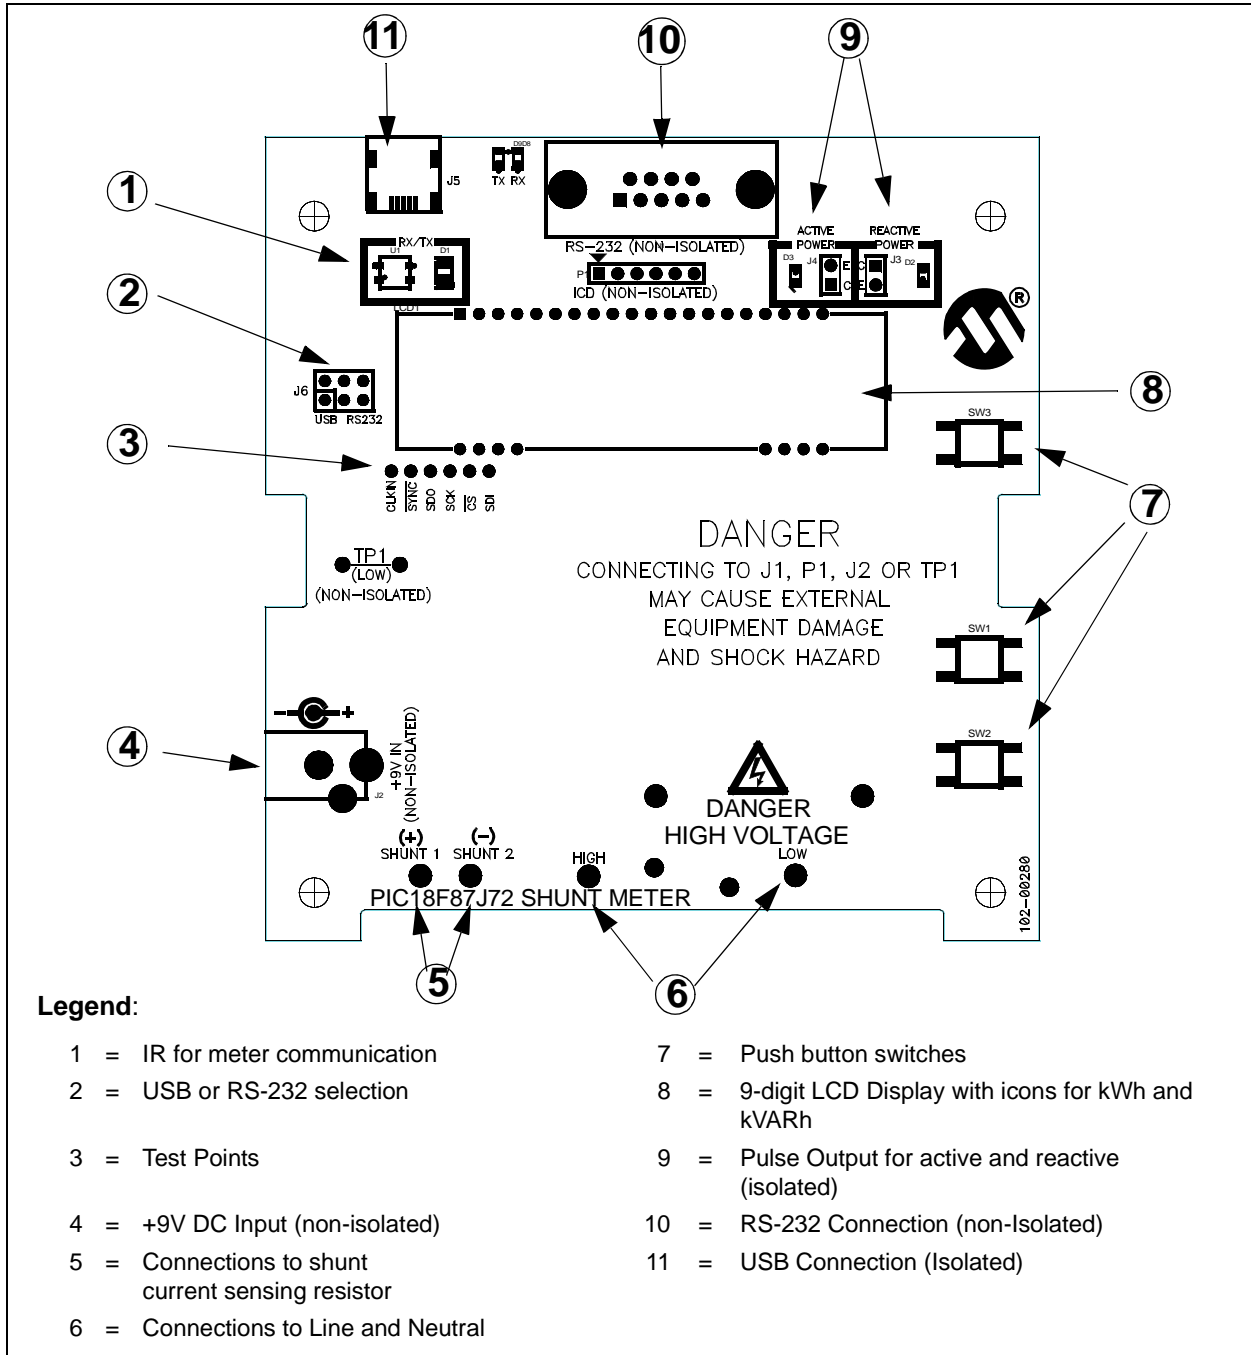 11
10
9
1
2
3
4
5
6
7
8
J5
D9D8
TX RX
RX/TX
U1
D1
LCD1
RS-232 (NON-ISOLATED)
P1
ICD (NON-ISOLATED)
ACTIVE POWER
REACTIVE POWER
D3
J4
J3
D2
®
J6
USB RS232
CLKIN
SYNC
SDO
SCK
CS
SDI
SW3
TP1
(LOW)
(NON-ISOLATED)
DANGER
CONNECTING TO J1, P1, J2 OR TP1
MAY CAUSE EXTERNAL
EQUIPMENT DAMAGE
AND SHOCK HAZARD
SW1
SW2
- +
+9V IN
(NON-ISOLATED)
J2
DANGER
HIGH VOLTAGE
(+)
SHUNT 1
(-)
SHUNT 2
HIGH
LOW
PIC18F87J72 SHUNT METER
102-00280
Legend:
1 = IR for meter communication
2 = USB or RS-232 selection
3 = Test Points
4 = +9V DC Input (non-isolated)
5 = Connections to shunt
current sensing resistor
6 = Connections to Line and Neutral
7 = Push button switches
8 = 9-digit LCD Display with icons for kWh and
kVARh
9 = Pulse Output for active and reactive
(isolated)
10 = RS-232 Connection (non-Isolated)
11 = USB Connection (Isolated)